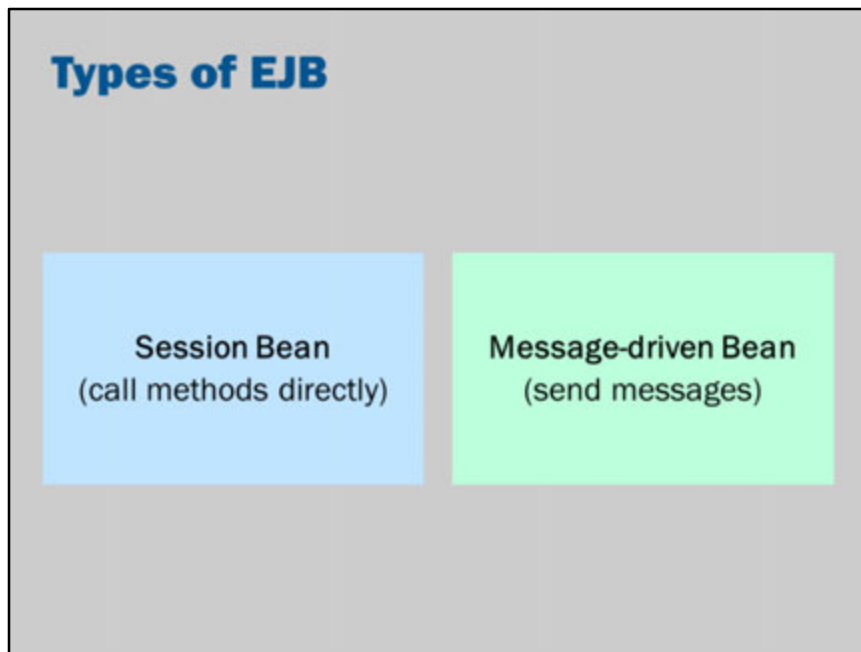 Types of EJB
Session Bean
(call methods directly)
Message-driven Bean
(send messages)